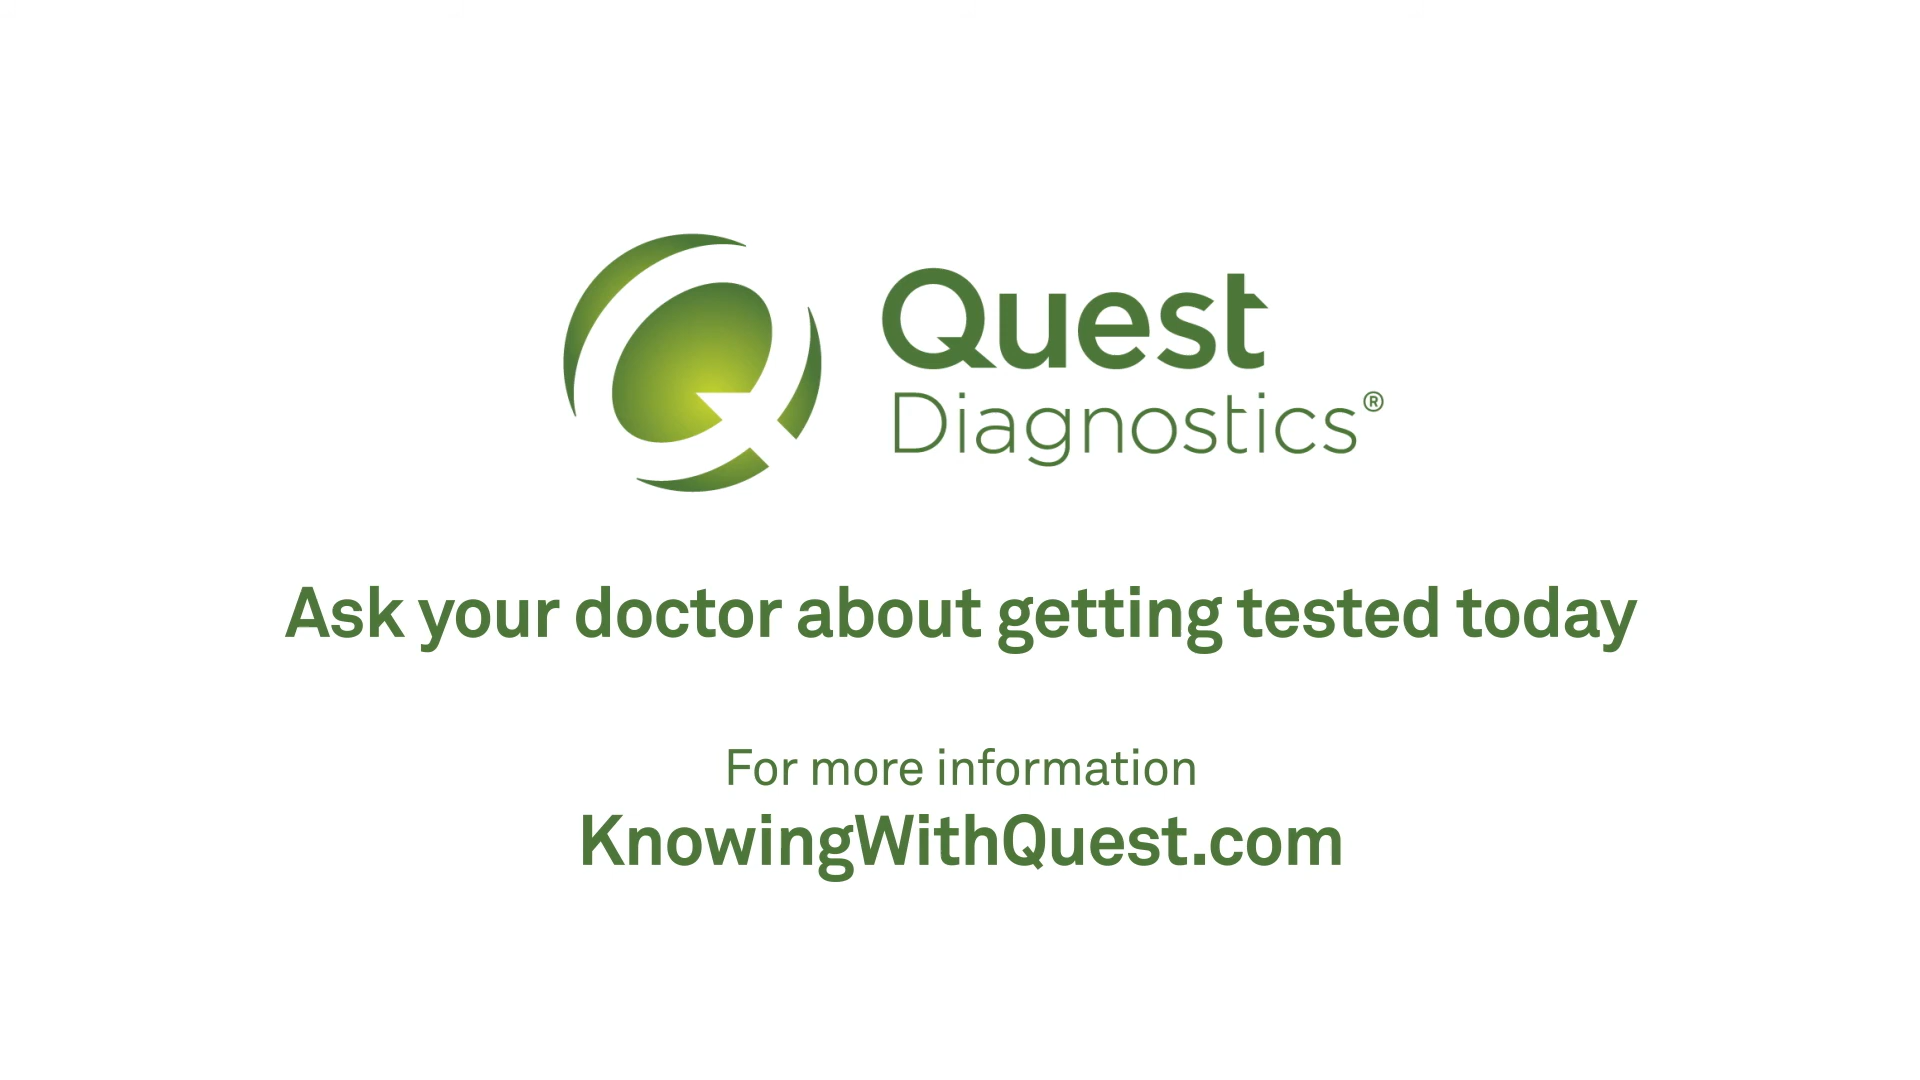 Quest
Diagnostics®
Ask your doctor about getting tested today
For more information
KnowingWithQuest.com